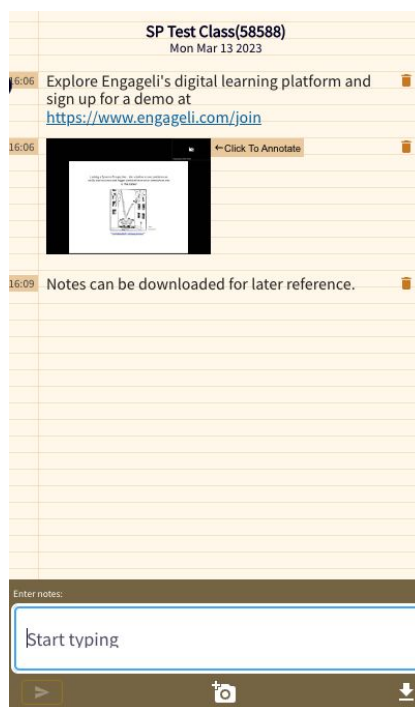 SP Test Class(58588)
Mon Mar 13 2023
16:06 Explore Engageli's digital learning platform and
sign up for a demo at
https://www.engageli.com/join
16:06 ←Click To Annotate
16:09 Notes can be downloaded for later reference.
Enter notes:
Start typing